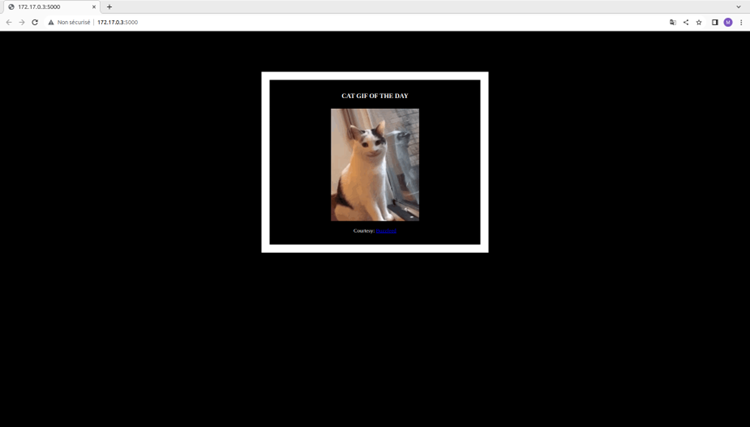 172.17.0.3:5000
Non sécurisé | 172.17.0.3:5000
CAT GIF OF THE DAY
Courtesy: